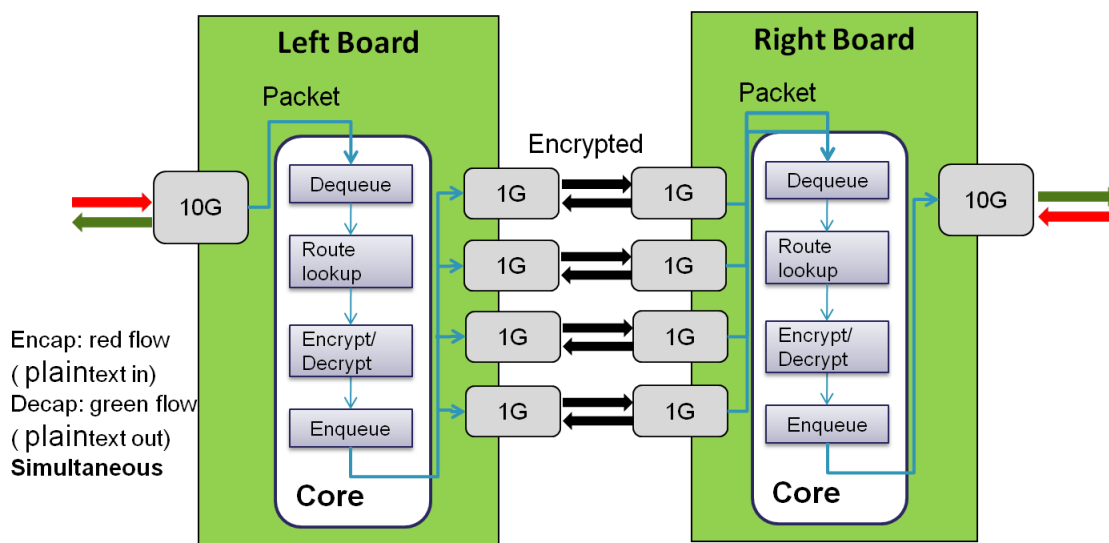 Left Board
Right Board
Packet
Packet
Encrypted
Dequeue
Dequeue
10G
1G
1G
10G
Route
lookup
Route
lookup
1G
1G
Encap: red flow
( plaintext in)
Decap: green flow
( plaintext out)
Simultaneous
Encrypt/
Decrypt
1G
1G
Encrypt/
Decrypt
Enqueue
1G
1G
Enqueue
Core
Core